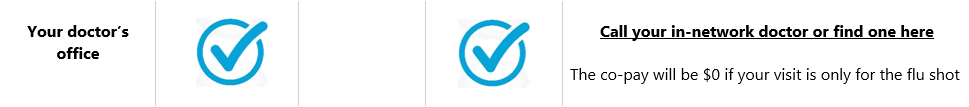 Your doctor’s
office
Call your in-network doctor or find one here
The co-pay will be $0 if your visit is only for the flu shot